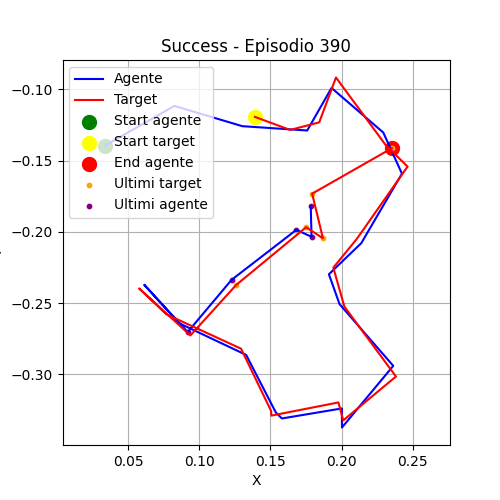 Success - Episodio 390
Agente
Target
Start agente
Start target
End agente
Ultimi target
Ultimi agente
−0.10
−0.15
−0.20
−0.25
−0.30
0.05 0.10 0.15 0.20 0.25
X